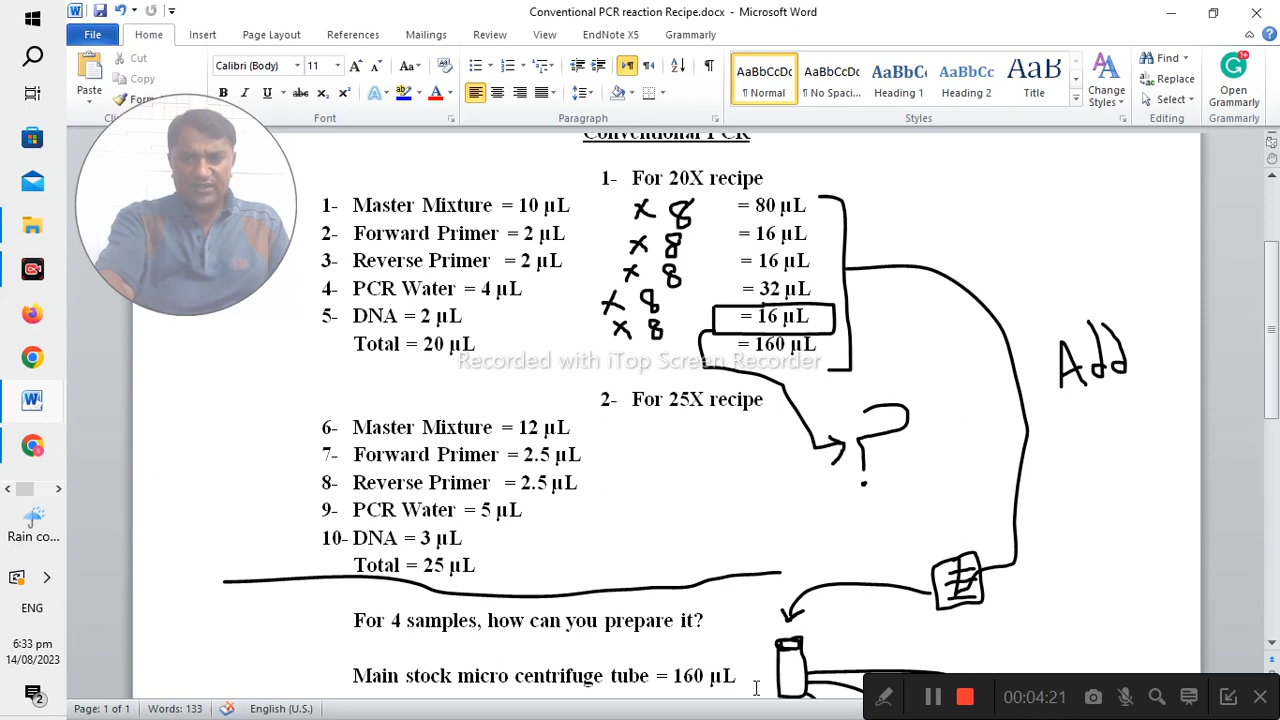 Conventional PCR reaction Recipe.docx - Microsoft Word
File Home Insert Page Layout References Mailings Review View EndNote X5 Grammarly
Paste
Cut
Copy
Calibri (Body) 11
B I U abc x₂ x²
Font Paragraph Styles Editing
AaBbCcDc AaBbCcDc AaBbC AaBbCc AaB
¶ Normal ¶ No Spaci... Heading 1 Heading 2 Title
Change Styles
Find
Replace
Select
Open Grammarly
Conventional PCR
1- For 20X recipe
1- Master Mixture = 10 µL × 8 = 80 µL
2- Forward Primer = 2 µL × 8 = 16 µL
3- Reverse Primer = 2 µL × 8 = 16 µL
4- PCR Water = 4 µL × 8 = 32 µL
5- DNA = 2 µL × 8 = 16 µL
Total = 20 µL = 160 µL
Recorded with iTop Screen Recorder
Add
?
2- For 25X recipe
6- Master Mixture = 12 µL
7- Forward Primer = 2.5 µL
8- Reverse Primer = 2.5 µL
9- PCR Water = 5 µL
10- DNA = 3 µL
Total = 25 µL
For 4 samples, how can you prepare it?
Main stock micro centrifuge tube = 160 µL
Rain co...
ENG
6:33 pm
14/08/2023
2
Page: 1 of 1 Words: 133 English (U.S.)
00:04:21